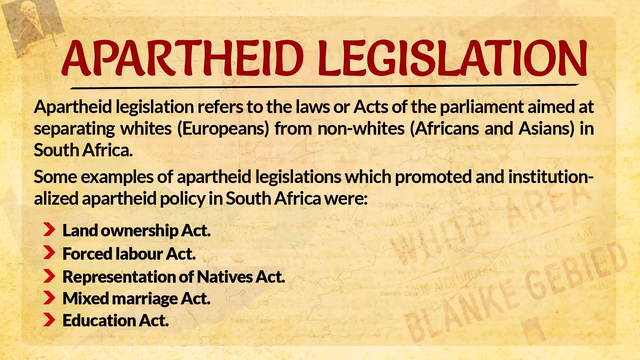 APARTHEID LEGISLATION
Apartheid legislation refers to the laws or Acts of the parliament aimed at
separating whites (Europeans) from non-whites (Africans and Asians) in
South Africa.
Some examples of apartheid legislations which promoted and institution-
alized apartheid policy in South Africa were:
Land ownership Act.
Forced labour Act.
Representation of Natives Act.
Mixed marriage Act.
Education Act.
WHITE AREA
BLANKE GEBIED